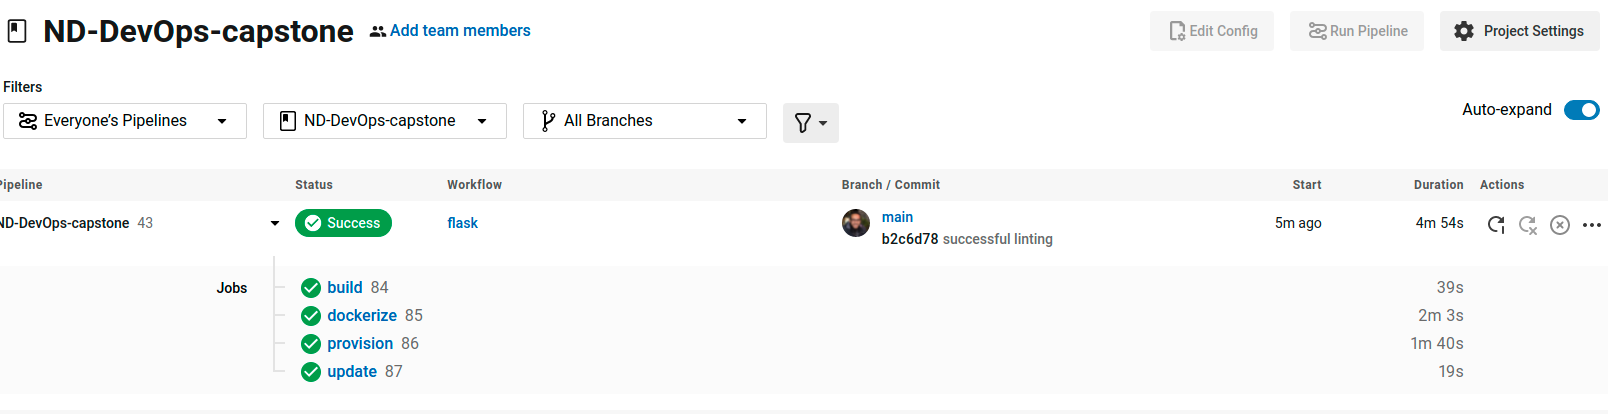 ND-DevOps-capstone Add team members Edit Config Run Pipeline Project Settings
Filters
Everyone's Pipelines ND-DevOps-capstone All Branches Auto-expand
Pipeline Status Workflow Branch / Commit Start Duration Actions
ND-DevOps-capstone 43 Success flask main 5m ago 4m 54s
b2c6d78 successful linting
Jobs build 84 39s
dockerize 85 2m 3s
provision 86 1m 40s
update 87 19s